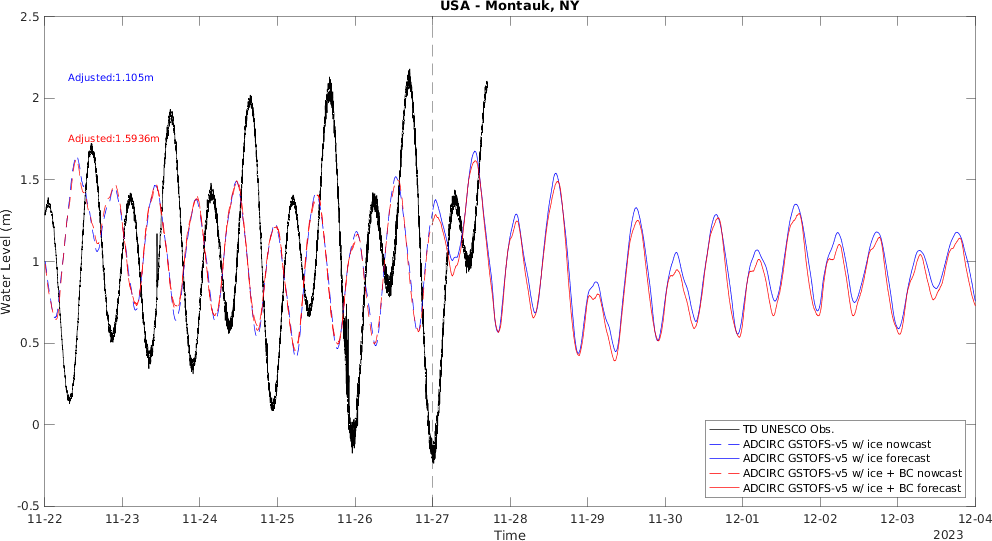 USA - Montauk, NY
2.5
2
1.5
1
0.5
0
-0.5
Water Level (m)
Adjusted:1.105m
Adjusted:1.5936m
TD UNESCO Obs.
ADCIRC GSTOFS-v5 w/ ice nowcast
ADCIRC GSTOFS-v5 w/ ice forecast
ADCIRC GSTOFS-v5 w/ ice + BC nowcast
ADCIRC GSTOFS-v5 w/ ice + BC forecast
11-22 11-23 11-24 11-25 11-26 11-27 11-28 11-29 11-30 12-01 12-02 12-03 12-04
Time
2023